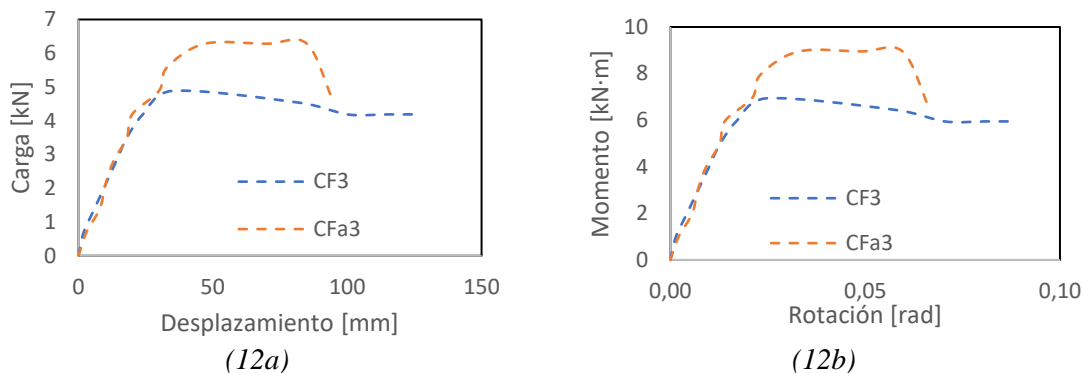 7
6
5
4
3
2
1
0
Carga [kN]
CF3
CFa3
0
50
100
150
Desplazamiento [mm]
(12a)
10
8
6
4
2
0
Momento [kN·m]
CF3
CFa3
0,00
0,05
0,10
Rotación [rad]
(12b)